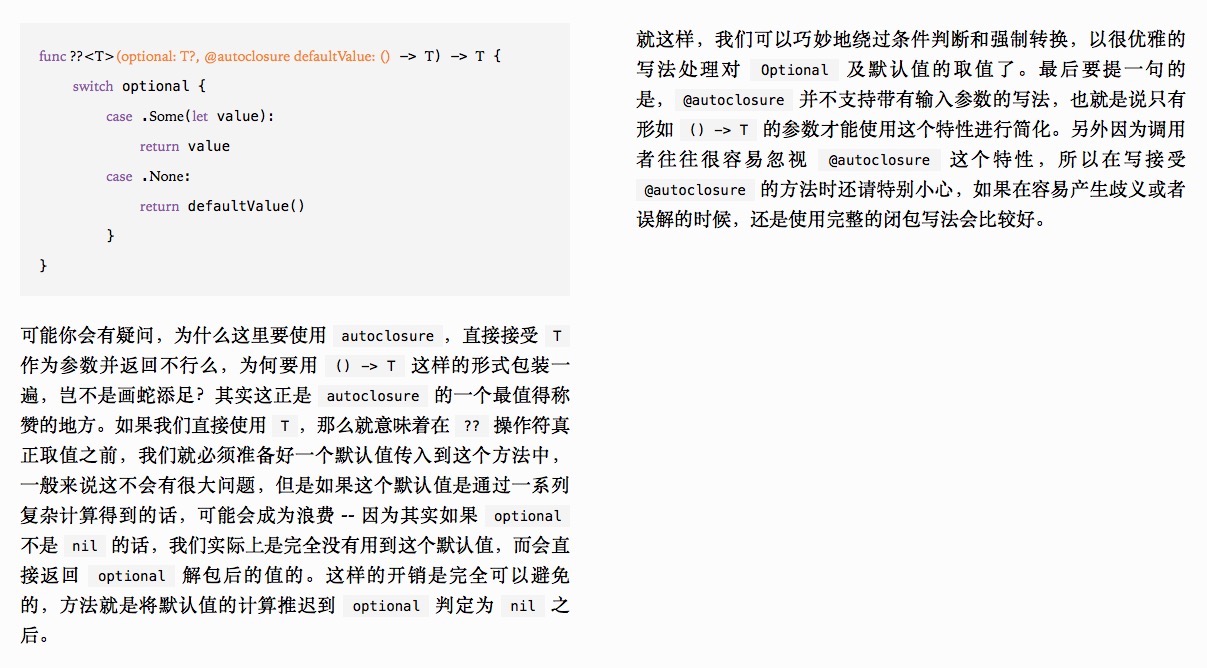 func ??<T>(optional: T?, @autoclosure defaultValue: () -> T) -> T {
switch optional {
case .Some(let value):
return value
case .None:
return defaultValue()
}
}
可能你会有疑问，为什么这里要使用 autoclosure ，直接接受 T
作为参数并返回不行么，为何要用 () -> T 这样的形式包装一
遍，岂不是画蛇添足？其实这正是 autoclosure 的一个最值得称
赞的地方。如果我们直接使用 T ，那么就意味着在 ?? 操作符真
正取值之前，我们就必须准备好一个默认值传入到这个方法中，
一般来说这不会有很大问题，但是如果这个默认值是通过一系列
复杂计算得到的话，可能会成为浪费 -- 因为其实如果 optional
不是 nil 的话，我们实际上是完全没有用到这个默认值，而会直
接返回 optional 解包后的值的。这样的开销是完全可以避免
的，方法就是将默认值的计算推迟到 optional 判定为 nil 之
后。
就这样，我们可以巧妙地绕过条件判断和强制转换，以很优雅的
写法处理对 Optional 及默认值的取值了。最后要提一句的
是， @autoclosure 并不支持带有输入参数的写法，也就是说只有
形如 () -> T 的参数才能使用这个特性进行简化。另外因为调用
者往往很容易忽视 @autoclosure 这个特性，所以在写接受
@autoclosure 的方法时还请特别小心，如果在容易产生歧义或者
误解的时候，还是使用完整的闭包写法会比较好。